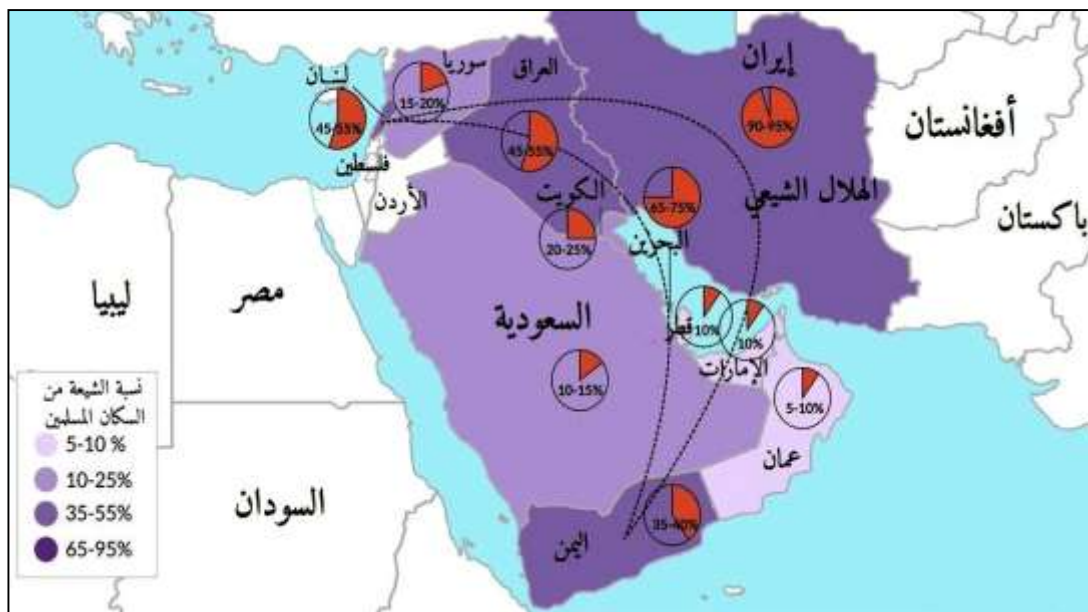 سوريا
15-20%
لبنان
45-55%
العراق
45-55%
إيران
90-95%
أفغانستان
فلسطين
الأردن
الكويت
20-25%
65-75%
البحرين
الهلال الشيعي
باكستان
ليبيا
مصر
السعودية
10-15%
قطر
10%
10%
الإمارات
5-10%
عمان
السودان
اليمن
35-40%
نسبة الشيعة من
السكان المسلمين
5-10 %
10-25%
35-55%
65-95%